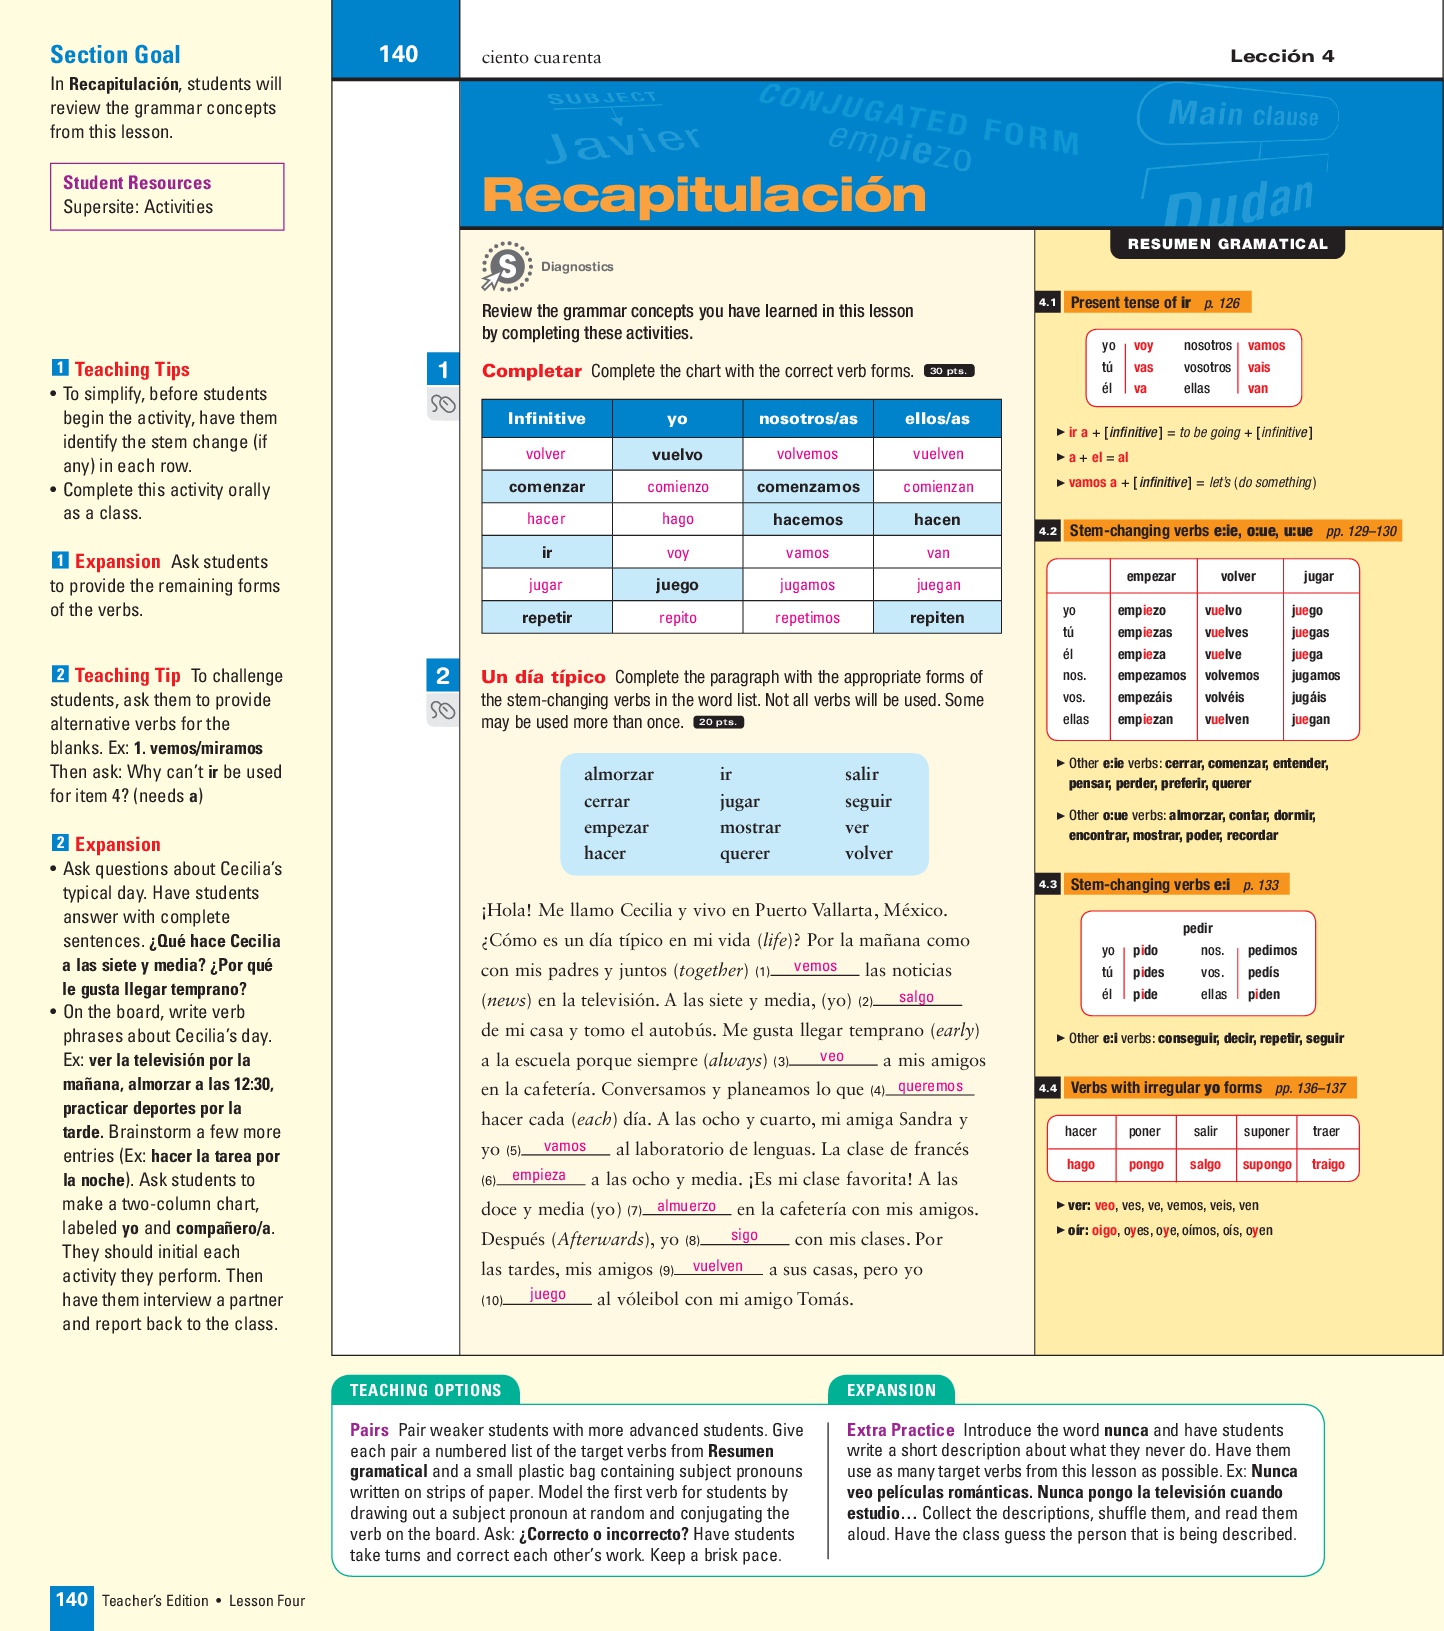 Section Goal
In Recapitulación, students will
review the grammar concepts
from this lesson.
Student Resources
Supersite: Activities
1 Teaching Tips
• To simplify, before students
begin the activity, have them
identify the stem change (if
any) in each row.
• Complete this activity orally
as a class.
1 Expansion Ask students
to provide the remaining forms
of the verbs.
2 Teaching Tip To challenge
students, ask them to provide
alternative verbs for the
blanks. Ex: 1. vemos/miramos
Then ask: Why can't ir be used
for item 4? (needs a)
2 Expansion
• Ask questions about Cecilia's
typical day. Have students
answer with complete
sentences. ¿Qué hace Cecilia
a las siete y media? ¿Por qué
le gusta llegar temprano?
• On the board, write verb
phrases about Cecilia's day.
Ex: ver la televisión por la
mañana, almorzar a las 12:30,
practicar deportes por la
tarde. Brainstorm a few more
entries (Ex: hacer la tarea por
la noche). Ask students to
make a two-column chart,
labeled yo and compañero/a.
They should initial each
activity they perform. Then
have them interview a partner
and report back to the class.
140 ciento cuarenta Lección 4
SUBJECT
Javier
CONJUGATED FORM
empiezo
Main clause
Dudan
Recapitulación
S Diagnostics
Review the grammar concepts you have learned in this lesson
by completing these activities.
1 Completar Complete the chart with the correct verb forms. 30 pts.
Infinitive yo nosotros/as ellos/as
volver vuelvo volvemos vuelven
comenzar comienzo comenzamos comienzan
hacer hago hacemos hacen
ir voy vamos van
jugar juego jugamos juegan
repetir repito repetimos repiten
2 Un día típico Complete the paragraph with the appropriate forms of
the stem-changing verbs in the word list. Not all verbs will be used. Some
may be used more than once. 20 pts.
almorzar ir salir
cerrar jugar seguir
empezar mostrar ver
hacer querer volver
¡Hola! Me llamo Cecilia y vivo en Puerto Vallarta, México.
¿Cómo es un día típico en mi vida (life)? Por la mañana como
con mis padres y juntos (together) (1) vemos las noticias
(news) en la televisión. A las siete y media, (yo) (2) salgo
de mi casa y tomo el autobús. Me gusta llegar temprano (early)
a la escuela porque siempre (always) (3) veo a mis amigos
en la cafetería. Conversamos y planeamos lo que (4) queremos
hacer cada (each) día. A las ocho y cuarto, mi amiga Sandra y
yo (5) vamos al laboratorio de lenguas. La clase de francés
(6) empieza a las ocho y media. ¡Es mi clase favorita! A las
doce y media (yo) (7) almuerzo en la cafetería con mis amigos.
Después (Afterwards), yo (8) sigo con mis clases. Por
las tardes, mis amigos (9) vuelven a sus casas, pero yo
(10) juego al vóleibol con mi amigo Tomás.
RESUMEN GRAMATICAL
4.1 Present tense of ir p. 126
yo voy nosotros vamos
tú vas vosotros vais
él va ellas van
▶ ir a + [infinitive] = to be going + [infinitive]
▶ a + el = al
▶ vamos a + [infinitive] = let's (do something)
4.2 Stem-changing verbs e:ie, o:ue, u:ue pp. 129–130
empezar volver jugar
yo empiezo vuelvo juego
tú empiezas vuelves juegas
él empieza vuelve juega
nos. empezamos volvemos jugamos
vos. empezáis volvéis jugáis
ellas empiezan vuelven juegan
▶ Other e:ie verbs: cerrar, comenzar, entender,
pensar, perder, preferir, querer
▶ Other o:ue verbs: almorzar, contar, dormir,
encontrar, mostrar, poder, recordar
4.3 Stem-changing verbs e:i p. 133
pedir
yo pido nos. pedimos
tú pides vos. pedís
él pide ellas piden
▶ Other e:i verbs: conseguir, decir, repetir, seguir
4.4 Verbs with irregular yo forms pp. 136–137
hacer poner salir suponer traer
hago pongo salgo supongo traigo
▶ ver: veo, ves, ve, vemos, veis, ven
▶ oír: oigo, oyes, oye, oímos, oís, oyen
TEACHING OPTIONS
Pairs Pair weaker students with more advanced students. Give
each pair a numbered list of the target verbs from Resumen
gramatical and a small plastic bag containing subject pronouns
written on strips of paper. Model the first verb for students by
drawing out a subject pronoun at random and conjugating the
verb on the board. Ask: ¿Correcto o incorrecto? Have students
take turns and correct each other's work. Keep a brisk pace.
EXPANSION
Extra Practice Introduce the word nunca and have students
write a short description about what they never do. Have them
use as many target verbs from this lesson as possible. Ex: Nunca
veo películas románticas. Nunca pongo la televisión cuando
estudio… Collect the descriptions, shuffle them, and read them
aloud. Have the class guess the person that is being described.
140 Teacher's Edition • Lesson Four